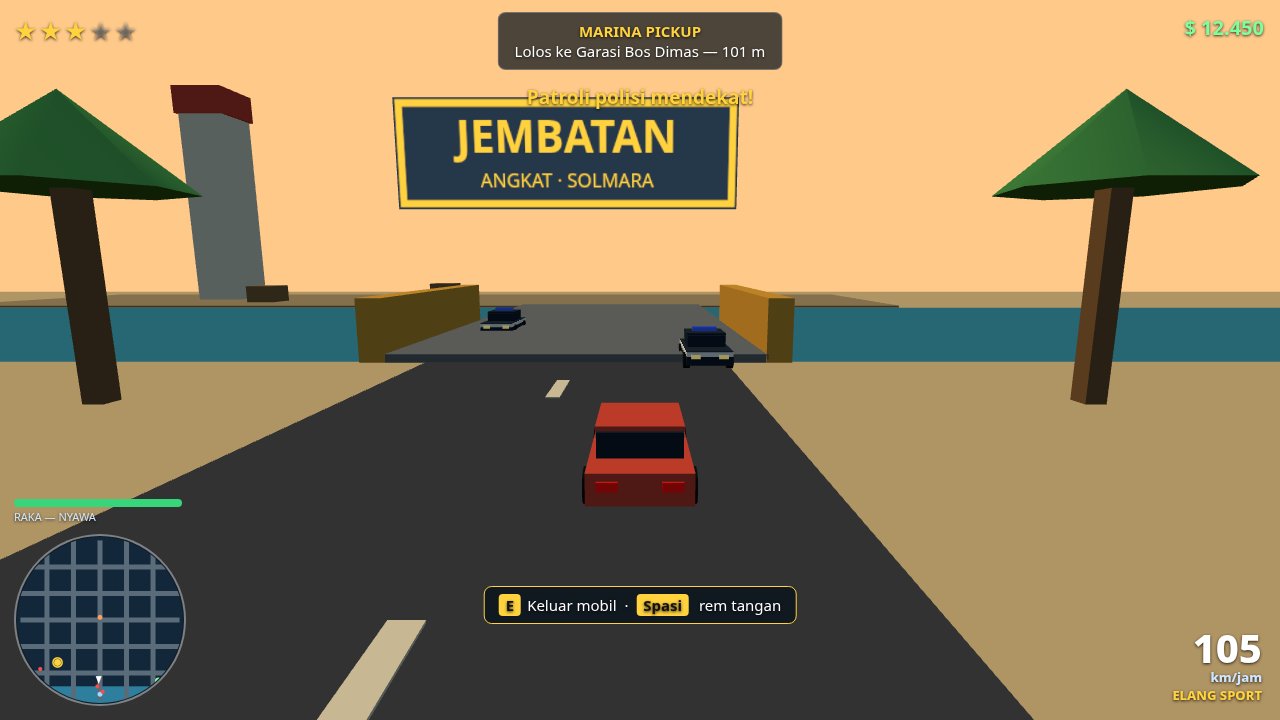 MARINA PICKUP
Lolos ke Garasi Bos Dimas — 101 m
$ 12.450
Patroli polisi mendekat!
JEMBATAN
ANGKAT · SOLMARA
RAKA — NYAWA
E Keluar mobil · Spasi rem tangan
105
km/jam
ELANG SPORT